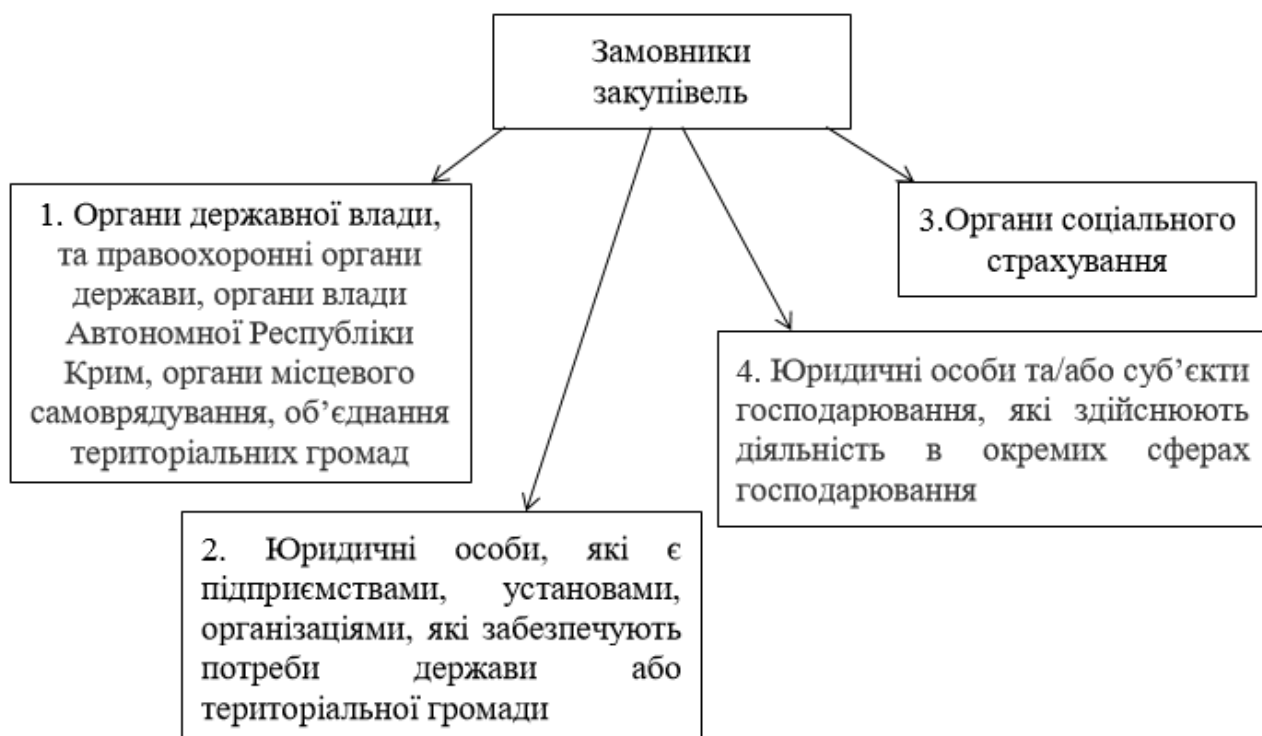 Замовники
закупівель
1. Органи державної влади,
та правоохоронні органи
держави, органи влади
Автономної Республіки
Крим, органи місцевого
самоврядування, об’єднання
територіальних громад
2. Юридичні особи, які є
підприємствами, установами,
організаціями, які забезпечують
потреби держави або
територіальної громади
3.Органи соціального
страхування
4. Юридичні особи та/або суб’єкти
господарювання, які здійснюють
діяльність в окремих сферах
господарювання